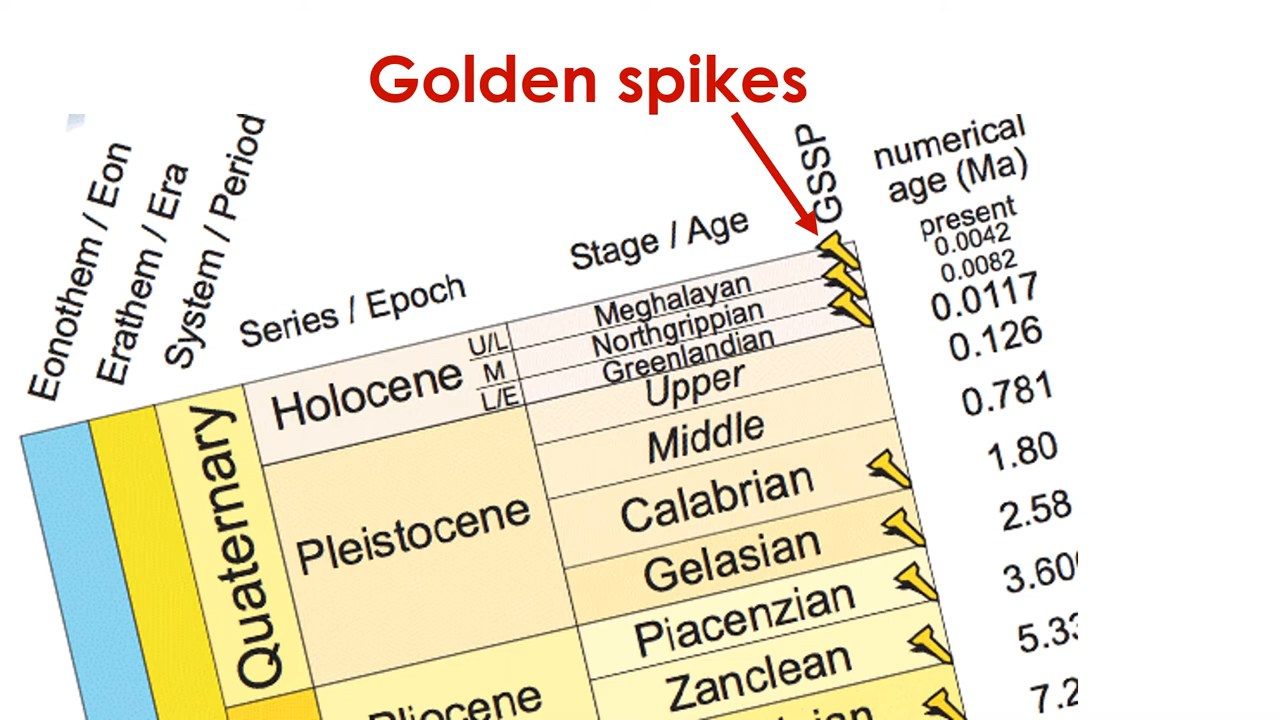 Golden spikes
Eonothem / Eon
Erathem / Era
System / Period
Series / Epoch
Stage / Age
GSSP
numerical
age (Ma)
present
0.0042
0.0082
0.0117
0.126
0.781
1.80
2.58
Quaternary
Holocene
U/L
M
L/E
Meghalayan
Northgrippian
Greenlandian
Pleistocene
Upper
Middle
Calabrian
Gelasian
Pliocene
Piacenzian
Zanclean